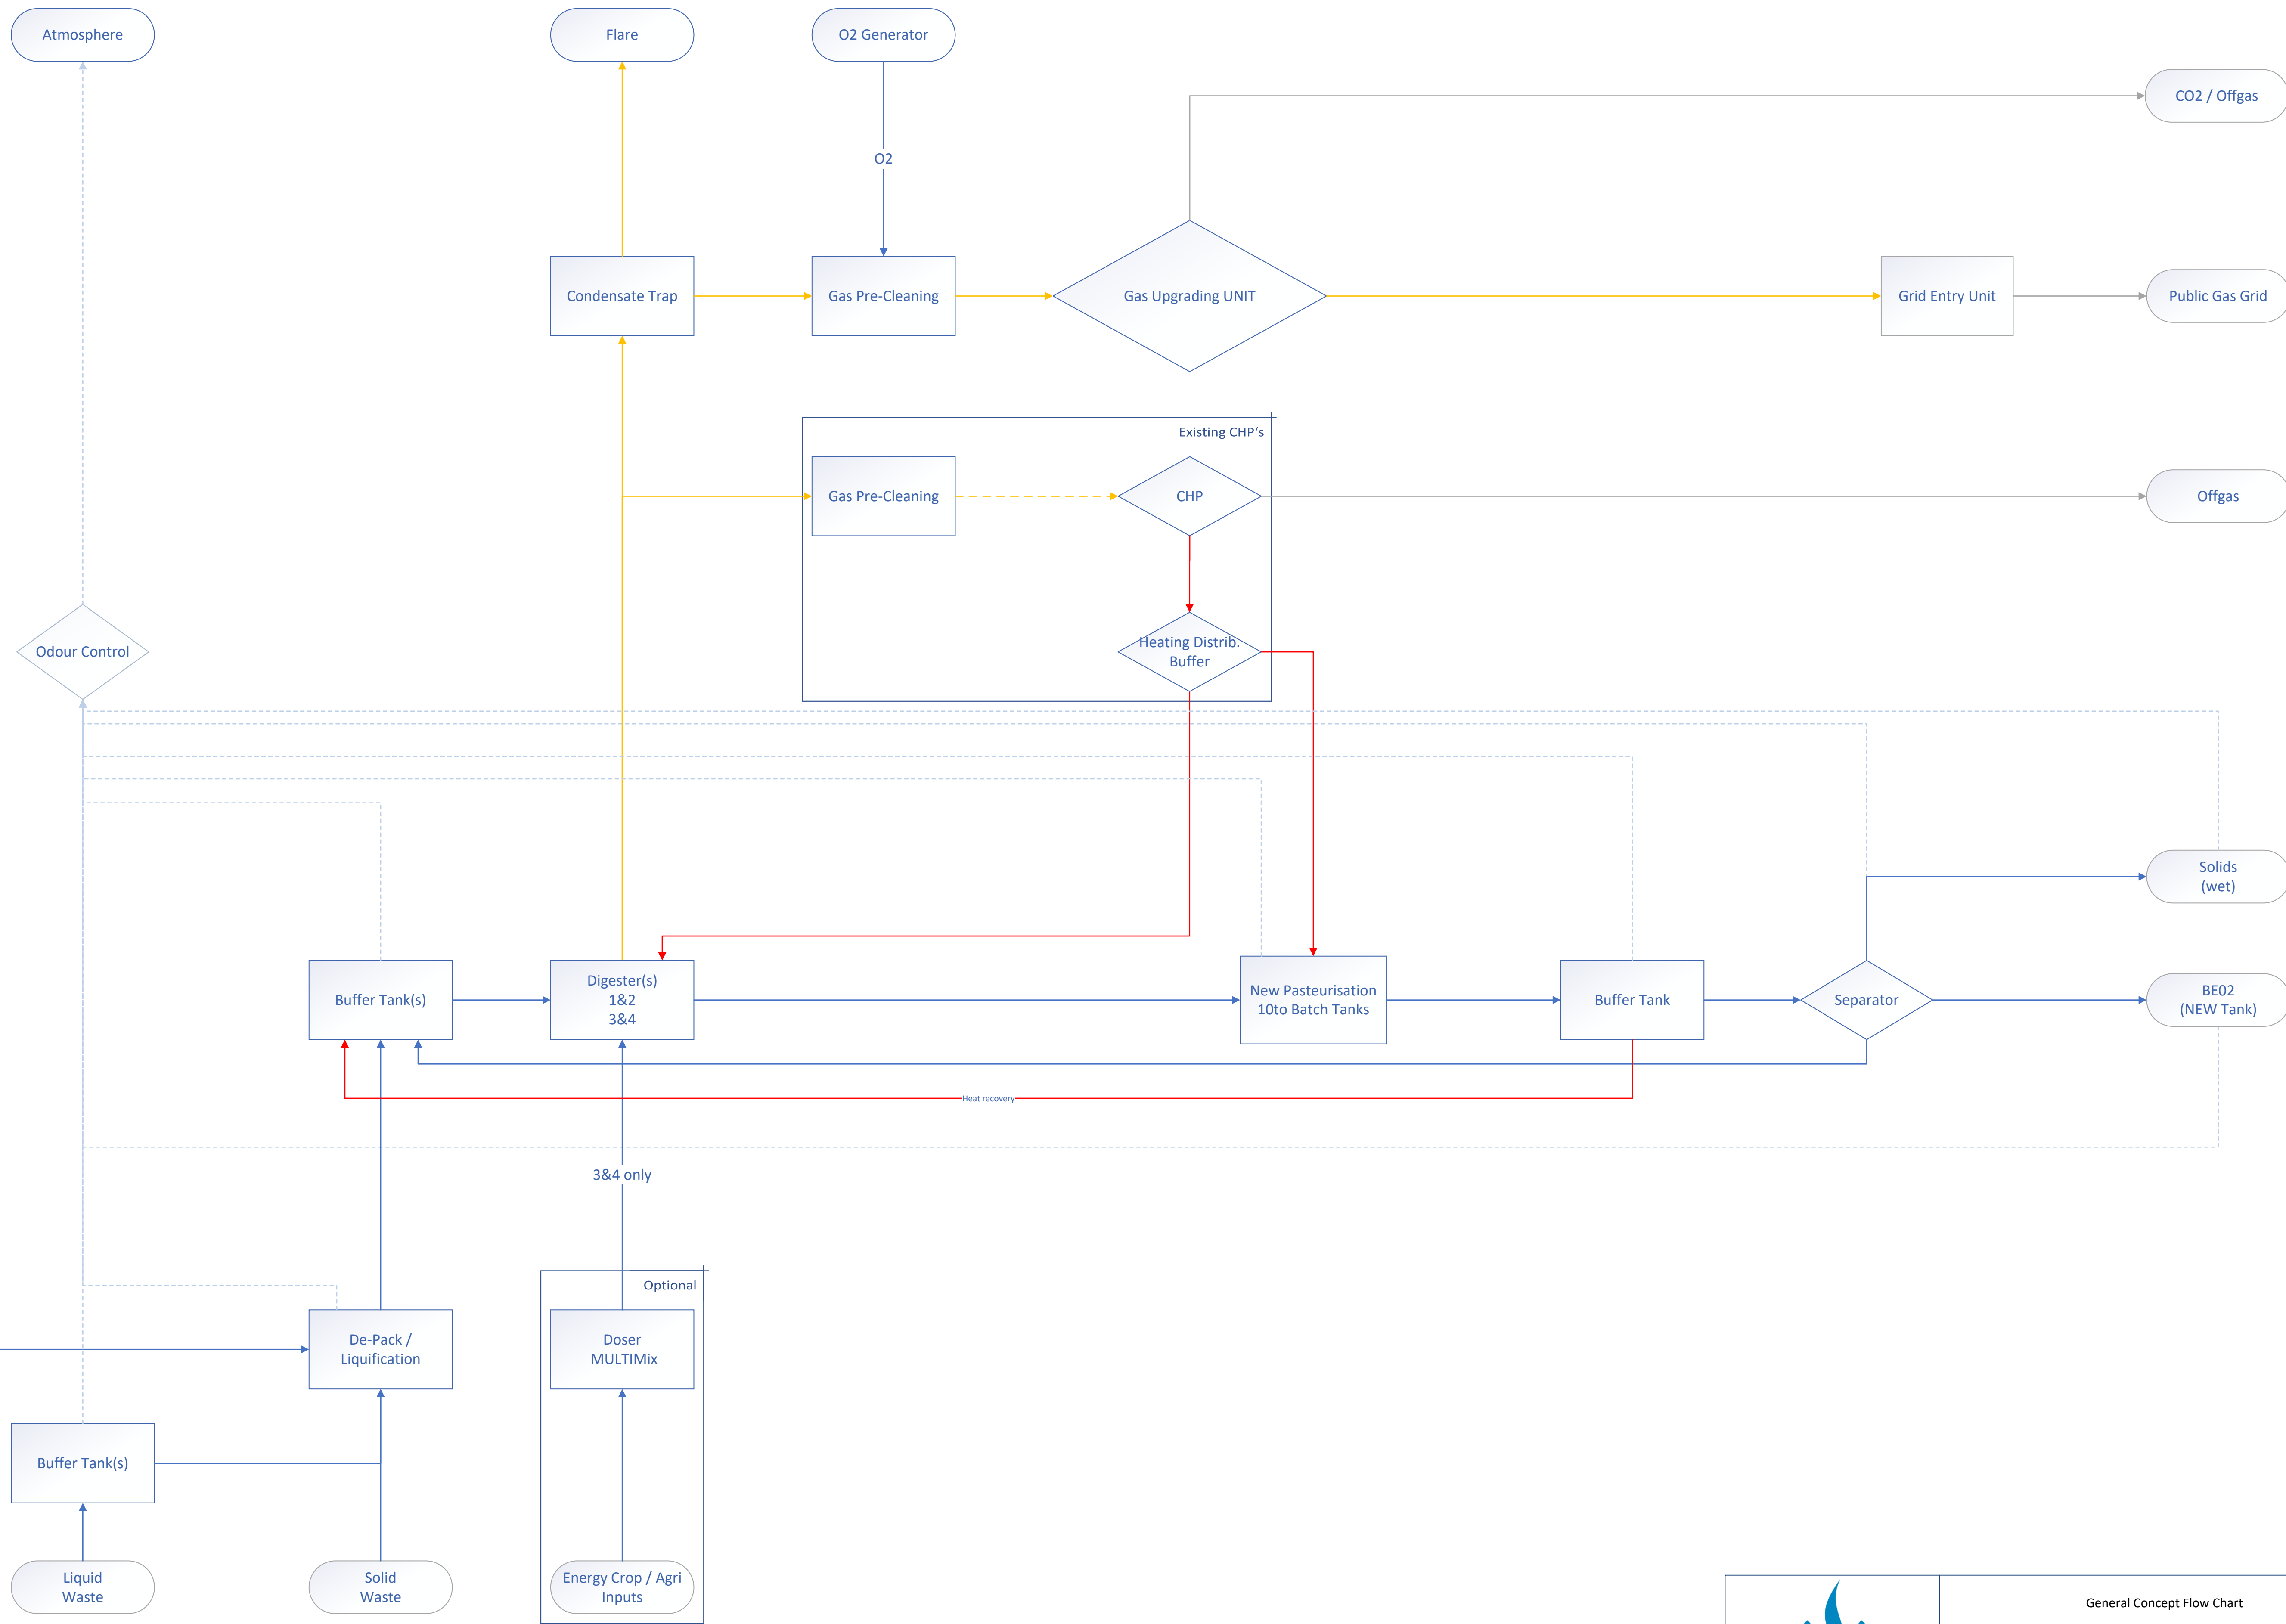 Atmosphere
Flare
O2 Generator
CO2 / Offgas
O2
Condensate Trap
Gas Pre-Cleaning
Gas Upgrading UNIT
Grid Entry Unit
Public Gas Grid
Existing CHP‘s
Gas Pre-Cleaning
CHP
Offgas
Odour Control
Heating Distrib.
Buffer
Solids
(wet)
Buffer Tank(s)
Digester(s)
1&2
3&4
New Pasteurisation
10to Batch Tanks
Buffer Tank
Separator
BE02
(NEW Tank)
Heat recovery
3&4 only
Optional
De-Pack /
Liquification
Doser
MULTIMix
Buffer Tank(s)
Liquid
Waste
Solid
Waste
Energy Crop / Agri
Inputs
General Concept Flow Chart